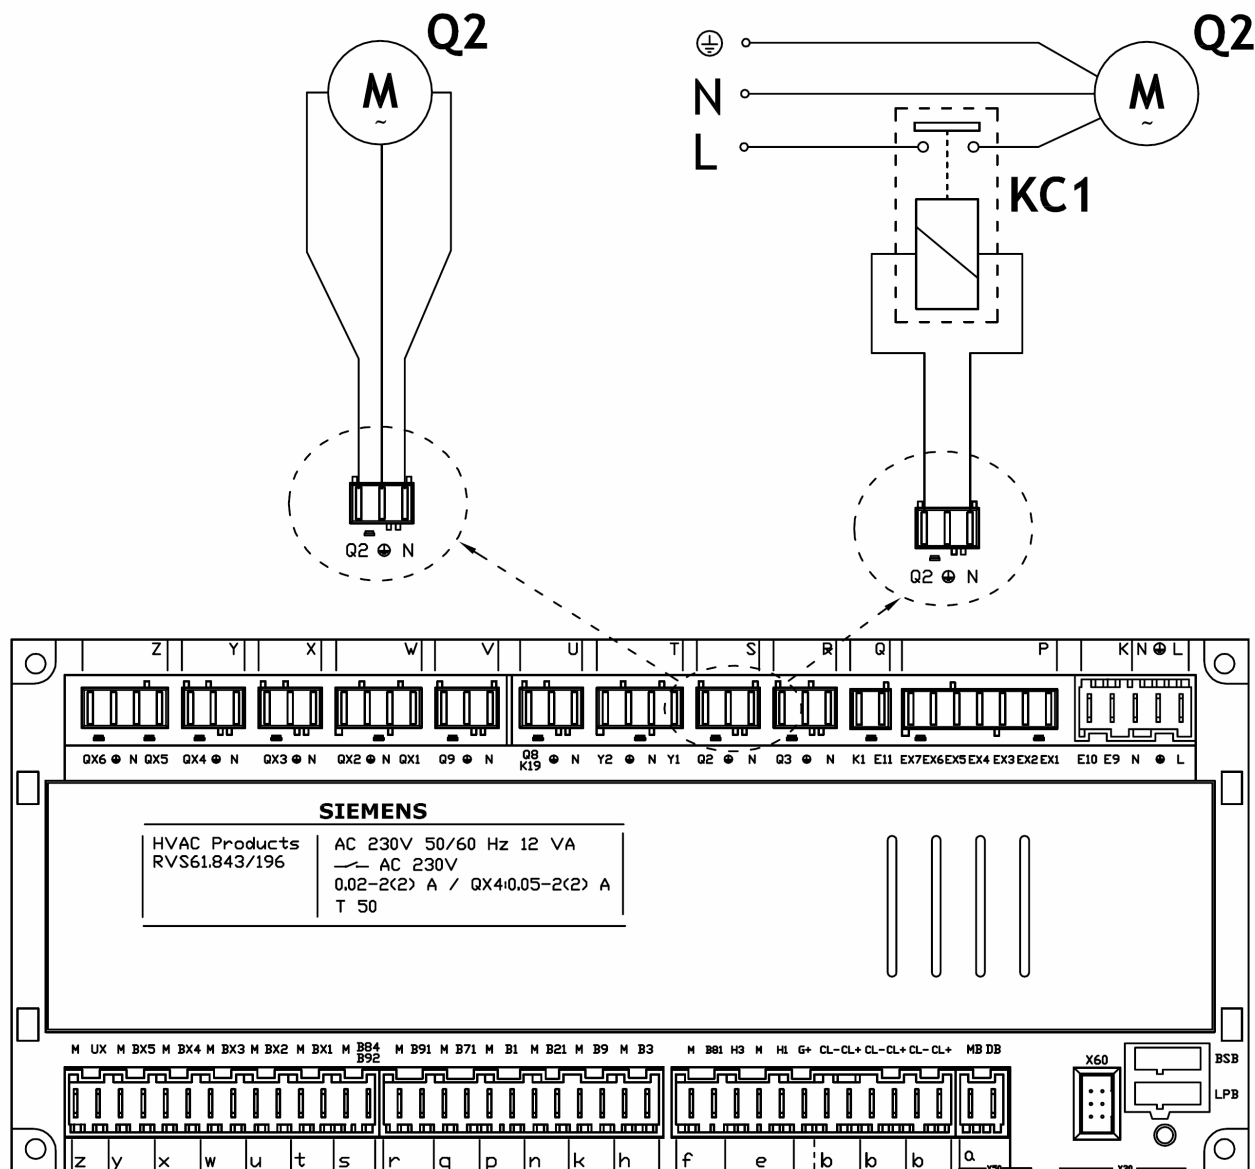 Q2
Q2
M
~
M
~
N
L
KC1
Q2 N
Q2 N
Z Y X W V U T S R Q P K N L
QX6 N QX5 QX4 N QX3 N QX2 N QX1 Q9 N Q8 N Y2 N Y1 Q2 N Q3 N K1 E11 EX7 EX6 EX5 EX4 EX3 EX2 EX1 E10 E9 N L
K19
SIEMENS
HVAC Products
RVS61.843/196
AC 230V 50/60 Hz 12 VA
AC 230V
0.02-2(2) A / QX4:0.05-2(2) A
T 50
M UX M BX5 M BX4 M BX3 M BX2 M BX1 M B84 M B91 M B71 M B1 M B21 M B9 M B3 M B81 H3 M H1 G+ CL- CL+ CL- CL+ CL- CL+ MB DB
B92
X60
BSB
LPB
z y x w u t s r q p n k h f e b b b a
X50